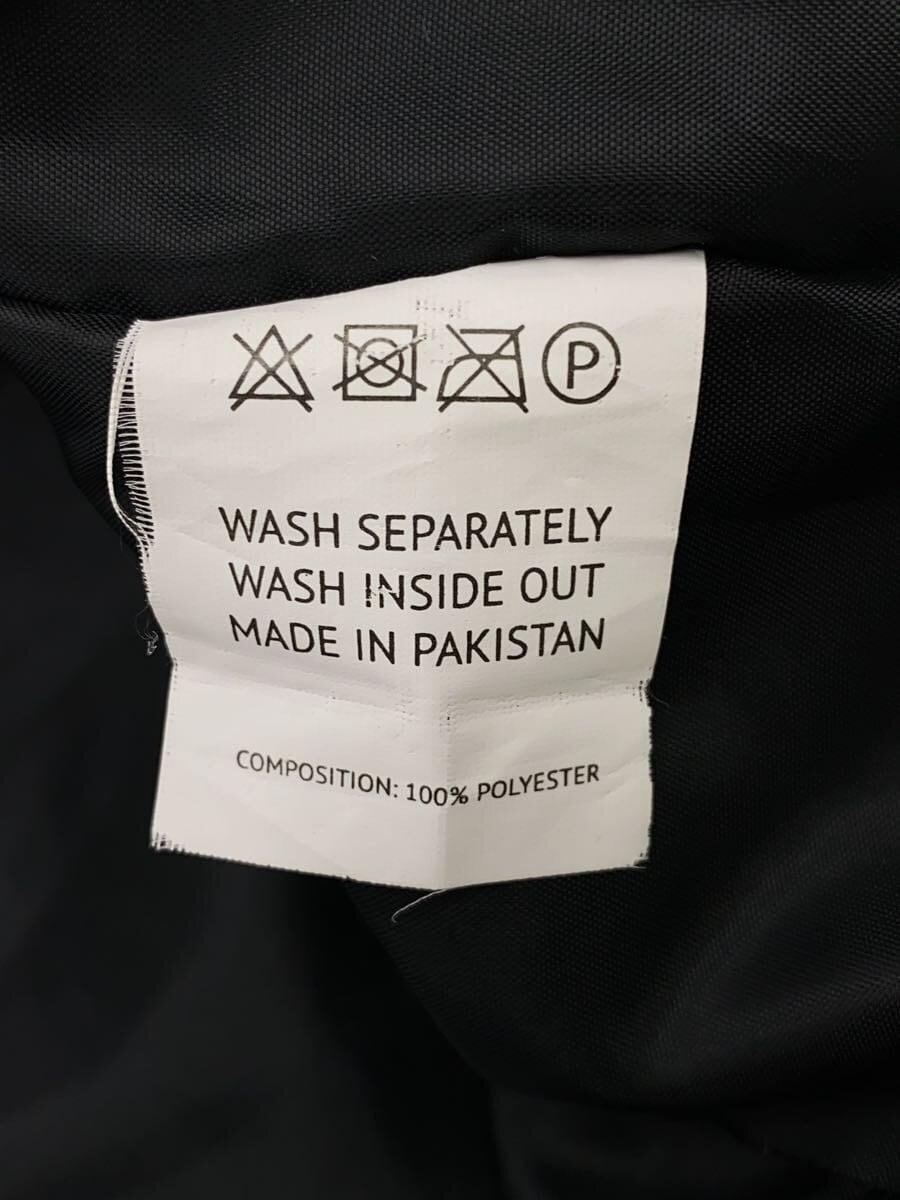 P
WASH SEPARATELY
WASH INSIDE OUT
MADE IN PAKISTAN
COMPOSITION: 100% POLYESTER